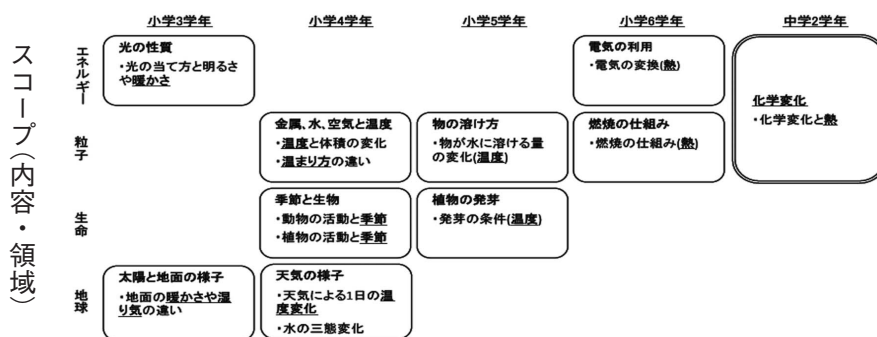 小学3学年
小学4学年
小学5学年
小学6学年
中学2学年
スコープ(内容・領域)
エネルギー
光の性質
・光の当て方と明るさ
や暖かさ
電気の利用
・電気の変換(熱)
化学変化
・化学変化と熱
粒子
金属、水、空気と温度
・温度と体積の変化
・温まり方の違い
物の溶け方
・物が水に溶ける量
の変化(温度)
燃焼の仕組み
・燃焼の仕組み(熱)
生命
季節と生物
・動物の活動と季節
・植物の活動と季節
植物の発芽
・発芽の条件(温度)
地球
太陽と地面の様子
・地面の暖かさや湿
り気の違い
天気の様子
・天気による1日の温
度変化
・水の三態変化